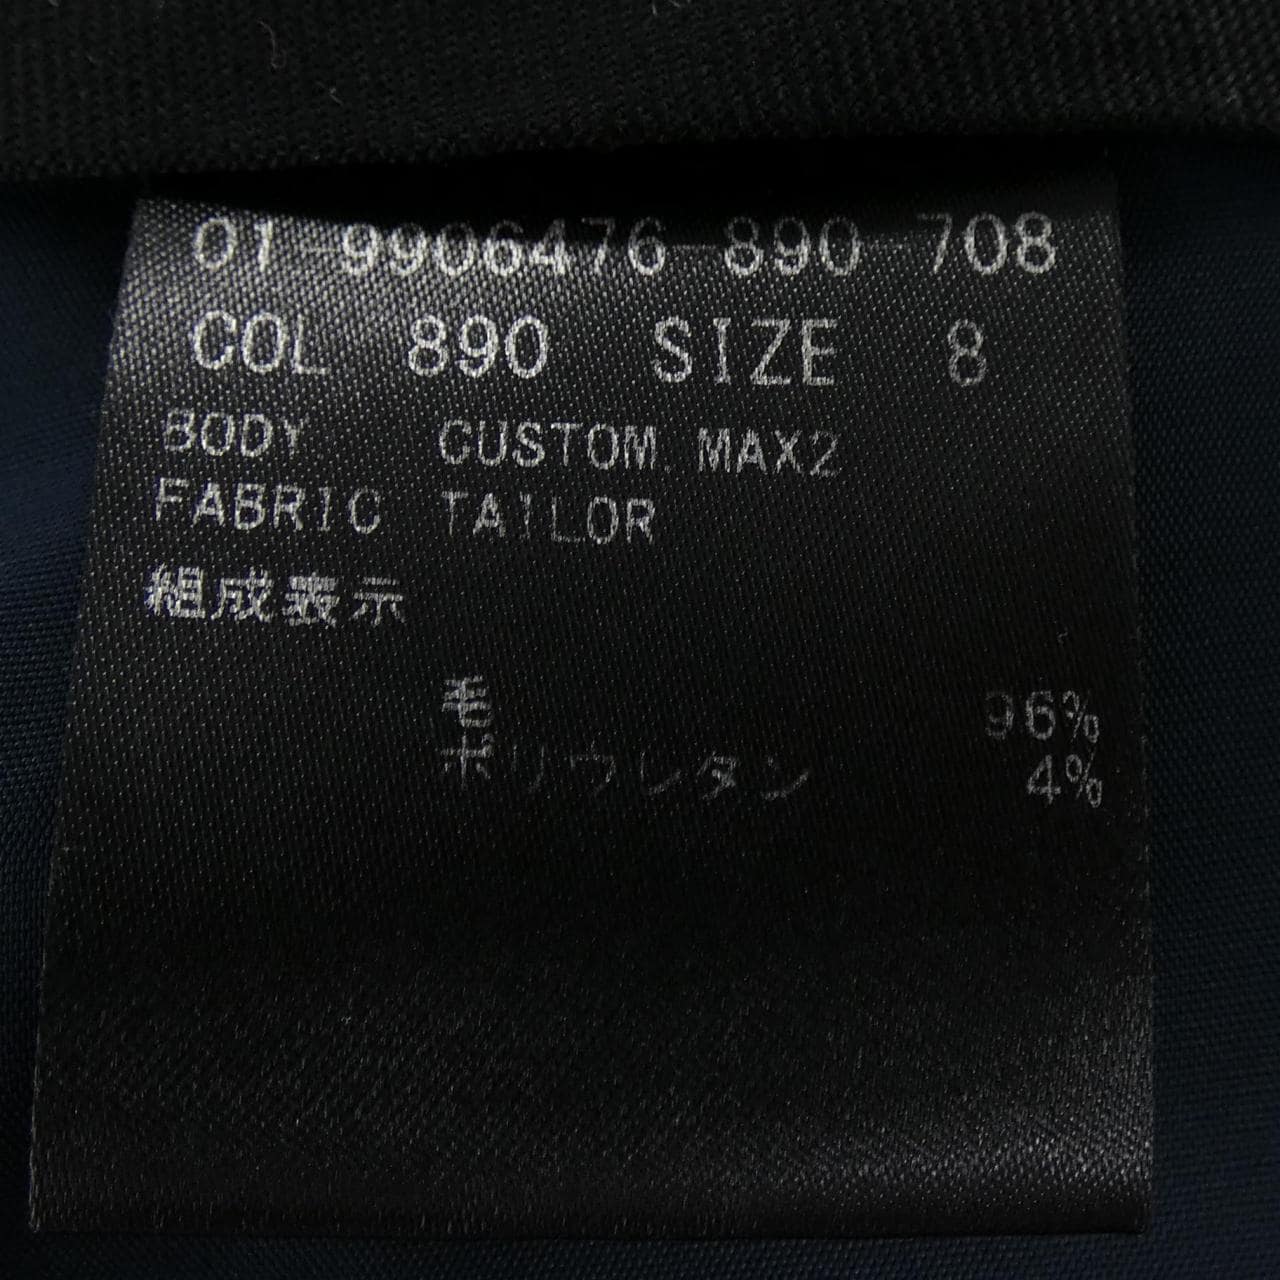 01-9906476-890-708
COL 890 SIZE 8
BODY CUSTOM.MAX2
FABRIC TAILOR
組成表示
毛 96%
ポリウレタン 4%